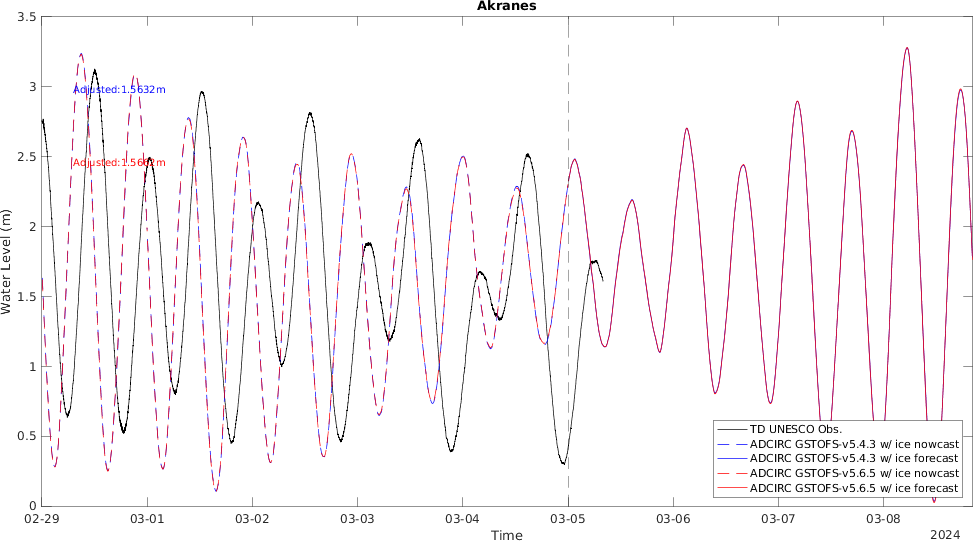 Akranes
3.5
3
2.5
2
1.5
1
0.5
0
Water Level (m)
Adjusted:1.5632m
02-29 03-01 03-02 03-03 03-04 03-05 03-06 03-07 03-08
Time
2024
TD UNESCO Obs.
ADCIRC GSTOFS-v5.4.3 w/ ice nowcast
ADCIRC GSTOFS-v5.4.3 w/ ice forecast
ADCIRC GSTOFS-v5.6.5 w/ ice nowcast
ADCIRC GSTOFS-v5.6.5 w/ ice forecast